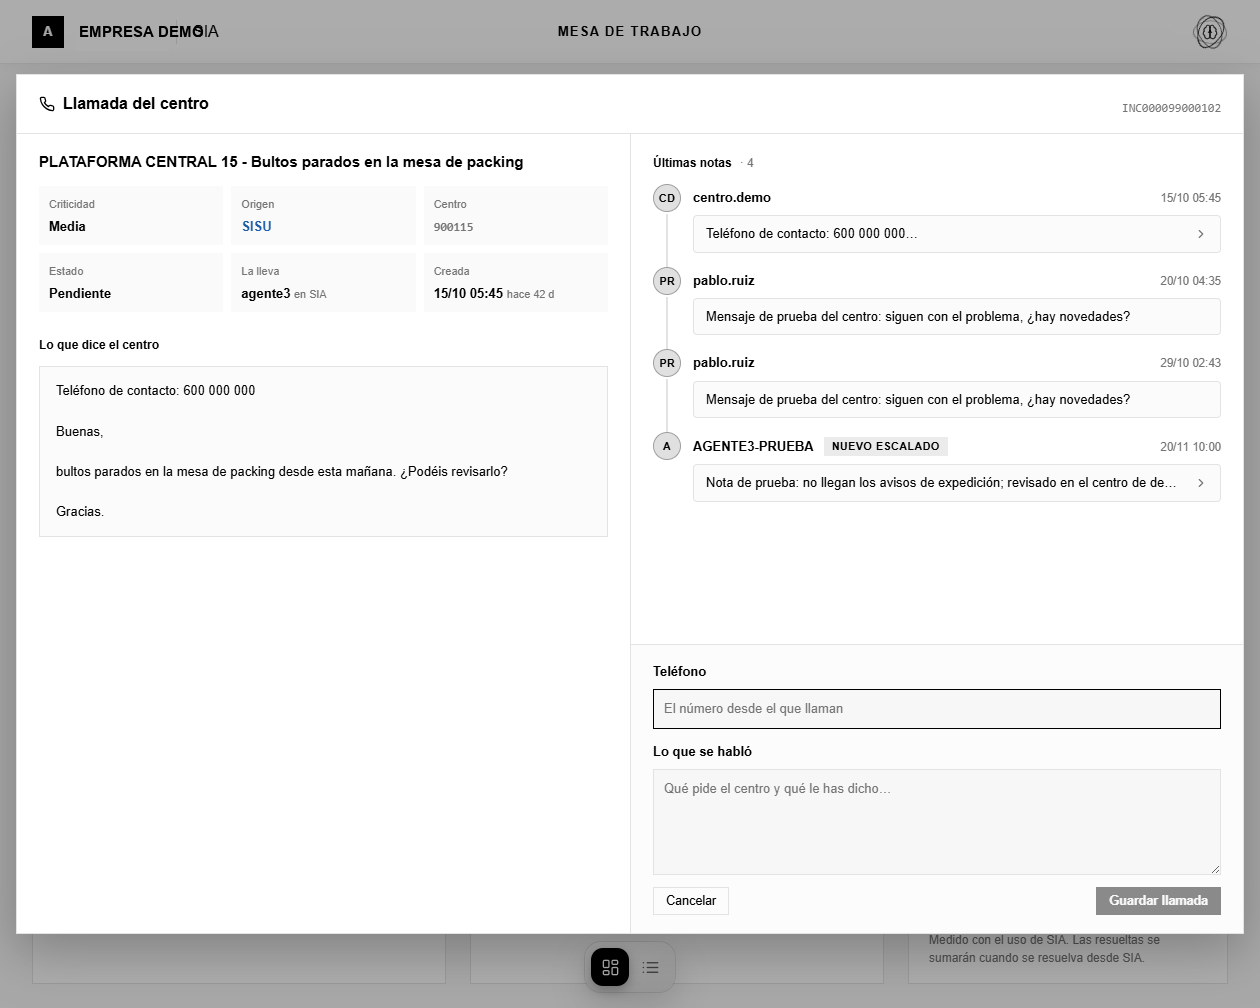 A
EMPRESA DEMO
SIA
MESA DE TRABAJO
Llamada del centro
INC000099000102
PLATAFORMA CENTRAL 15 - Bultos parados en la mesa de packing
Criticidad
Media
Origen
SISU
Centro
900115
Estado
Pendiente
La lleva
agente3 en SIA
Creada
15/10 05:45 hace 42 d
Lo que dice el centro
Teléfono de contacto: 600 000 000
Buenas,
bultos parados en la mesa de packing desde esta mañana. ¿Podéis revisarlo?
Gracias.
Últimas notas · 4
CD
centro.demo
15/10 05:45
Teléfono de contacto: 600 000 000…
PR
pablo.ruiz
20/10 04:35
Mensaje de prueba del centro: siguen con el problema, ¿hay novedades?
PR
pablo.ruiz
29/10 02:43
Mensaje de prueba del centro: siguen con el problema, ¿hay novedades?
A
AGENTE3-PRUEBA
NUEVO ESCALADO
20/11 10:00
Nota de prueba: no llegan los avisos de expedición; revisado en el centro de de…
Teléfono
El número desde el que llaman
Lo que se habló
Qué pide el centro y qué le has dicho…
Cancelar
Guardar llamada
Medido con el uso de SIA. Las resueltas se
sumarán cuando se resuelva desde SIA.